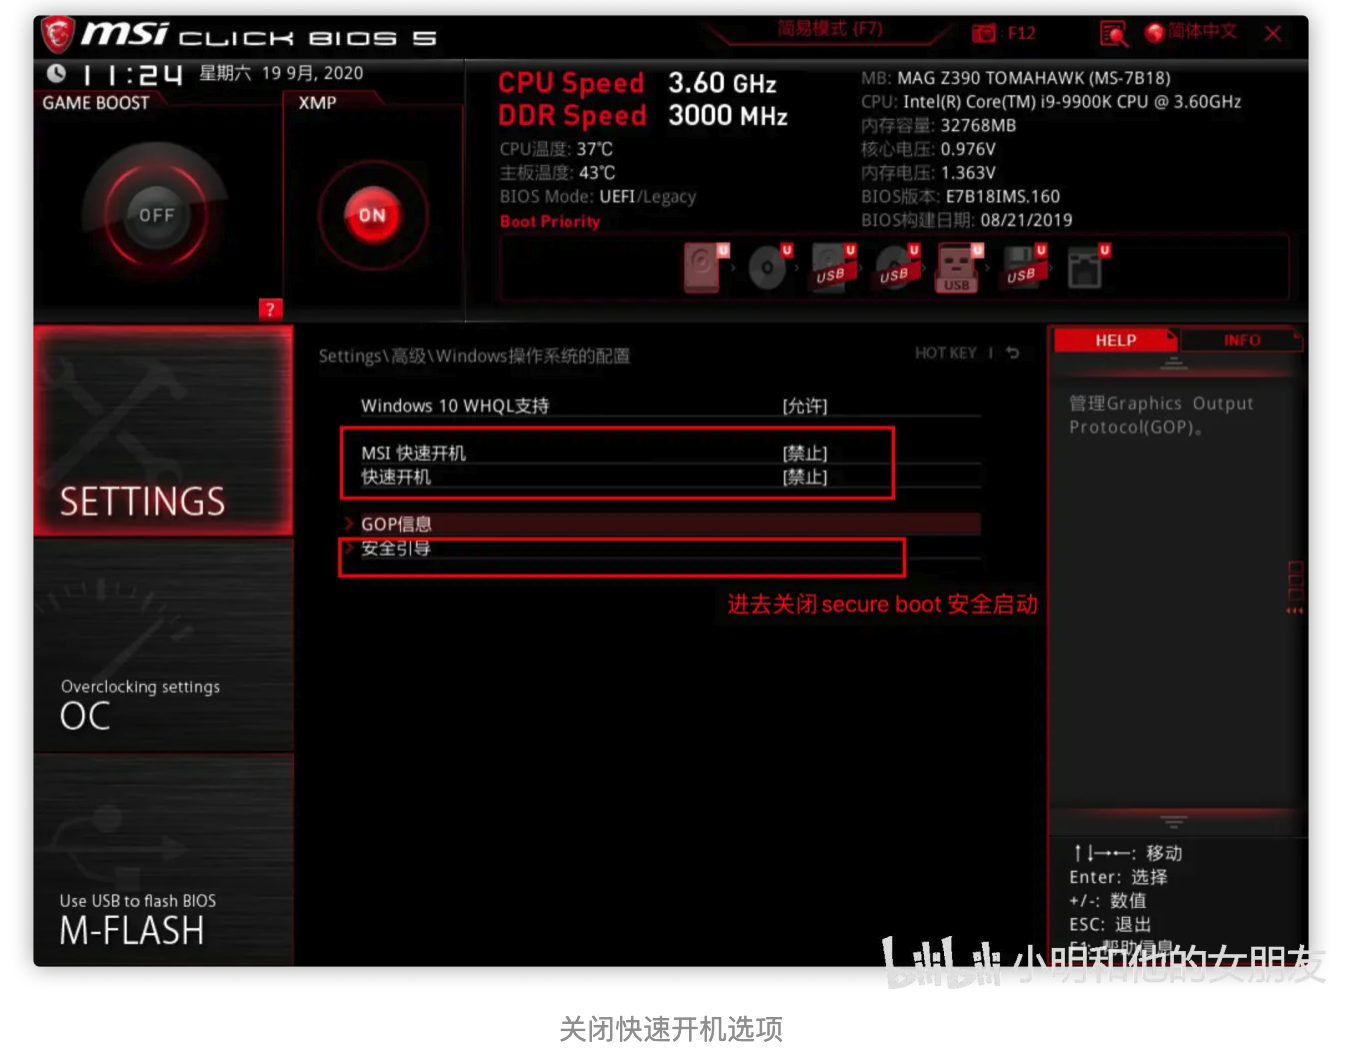 msi CLICK BIOS 5
简易模式 (F7)
: F12
简体中文
11:24 星期六 19 9月, 2020
GAME BOOST
XMP
OFF
ON
?
CPU Speed 3.60 GHz
DDR Speed 3000 MHz
CPU温度: 37℃
主板温度: 43℃
BIOS Mode: UEFI/Legacy
Boot Priority
MB: MAG Z390 TOMAHAWK (MS-7B18)
CPU: Intel(R) Core(TM) i9-9900K CPU @ 3.60GHz
内存容量: 32768MB
核心电压: 0.976V
内存电压: 1.363V
BIOS版本: E7B18IMS.160
BIOS构建日期: 08/21/2019
U U U U U U U
USB USB USB USB
SETTINGS
Overclocking settings
OC
Use USB to flash BIOS
M-FLASH
Settings\高级\Windows操作系统的配置
HOT KEY
Windows 10 WHQL支持 [允许]
MSI 快速开机 [禁止]
快速开机 [禁止]
GOP信息
安全引导
进去关闭secure boot 安全启动
HELP
INFO
管理Graphics Output
Protocol(GOP)。
↑↓→←: 移动
Enter: 选择
+/-: 数值
ESC: 退出
F1: 帮助信息
bilibili 小明和他的女朋友
关闭快速开机选项